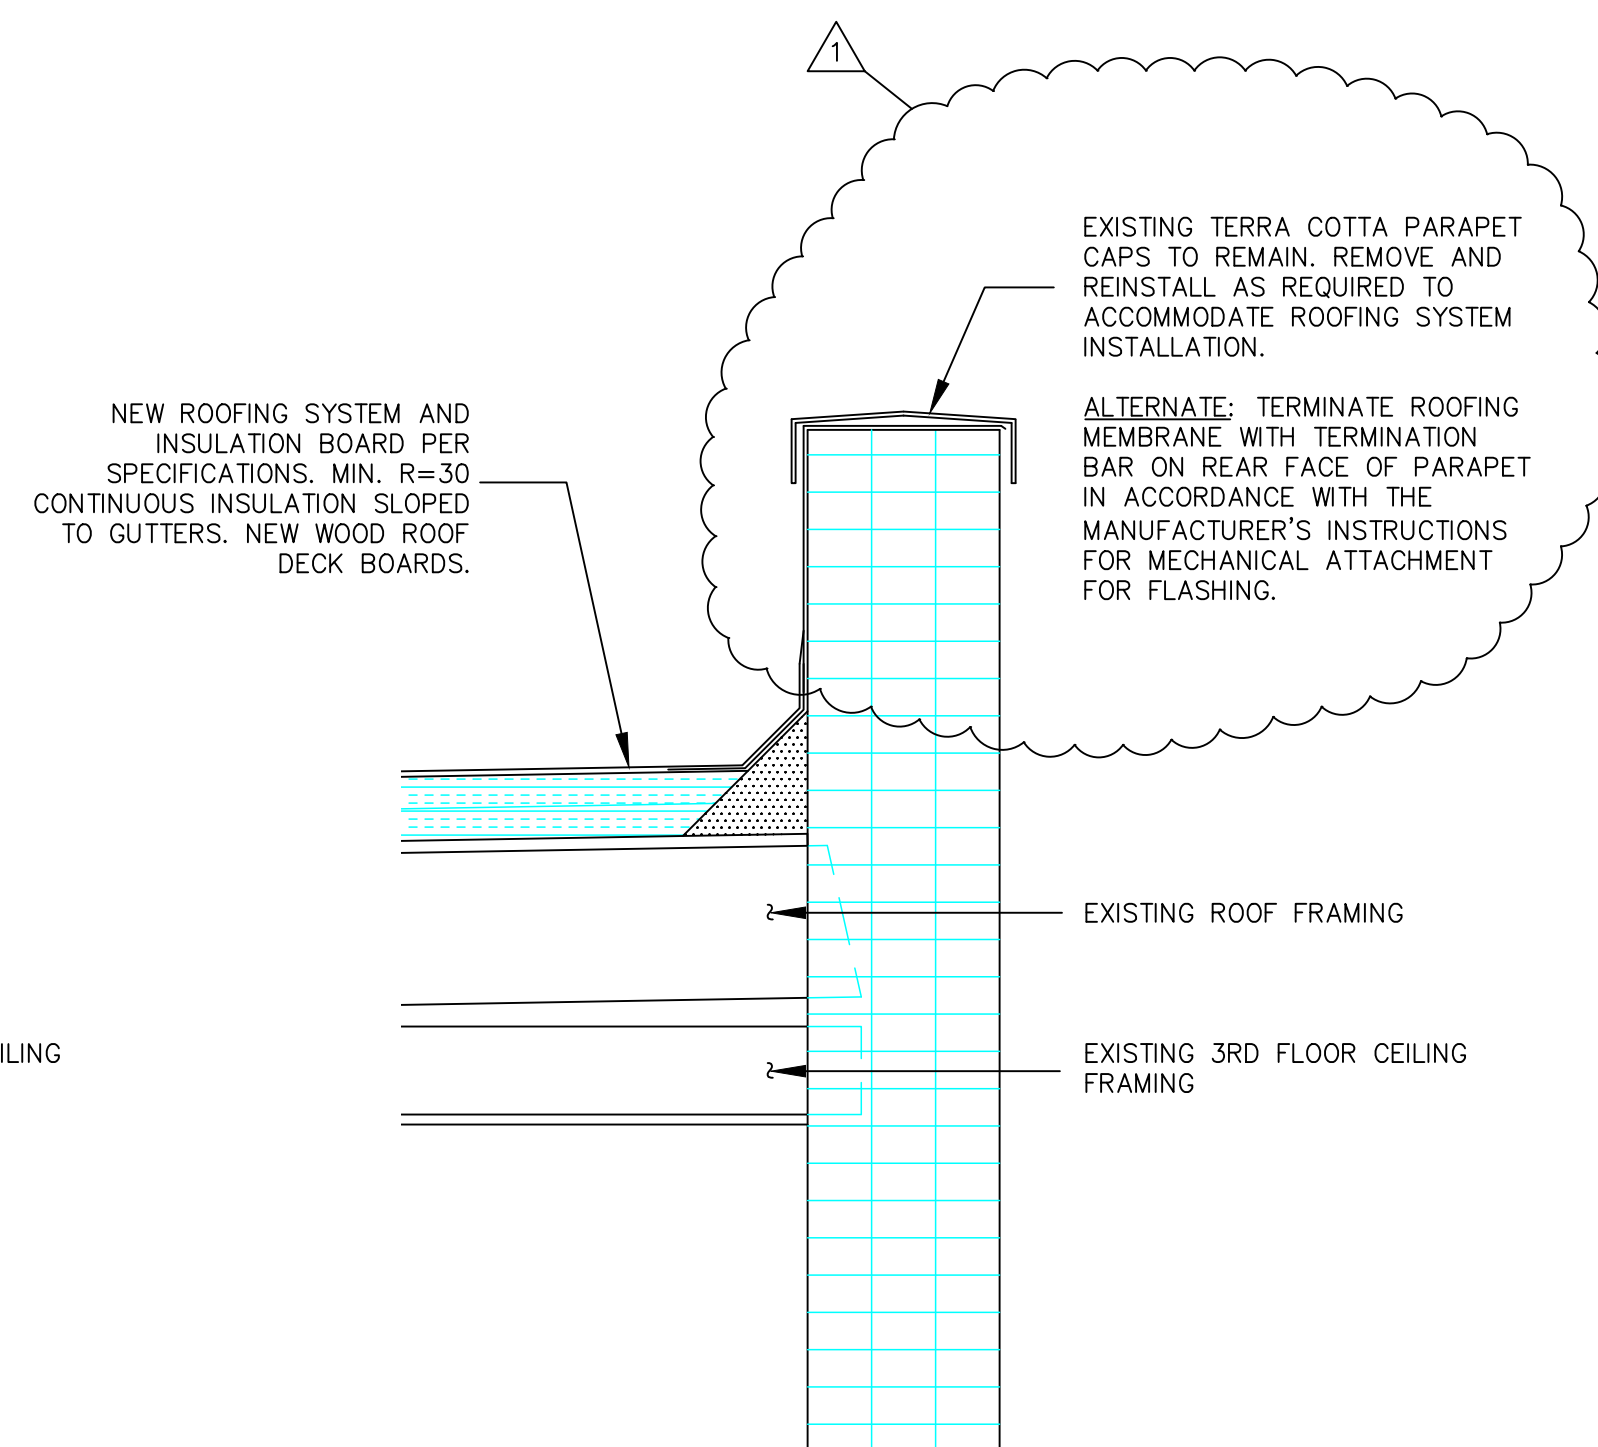 1
EXISTING TERRA COTTA PARAPET
CAPS TO REMAIN. REMOVE AND
REINSTALL AS REQUIRED TO
ACCOMMODATE ROOFING SYSTEM
INSTALLATION.
ALTERNATE: TERMINATE ROOFING
MEMBRANE WITH TERMINATION
BAR ON REAR FACE OF PARAPET
IN ACCORDANCE WITH THE
MANUFACTURER'S INSTRUCTIONS
FOR MECHANICAL ATTACHMENT
FOR FLASHING.
NEW ROOFING SYSTEM AND
INSULATION BOARD PER
SPECIFICATIONS. MIN. R=30
CONTINUOUS INSULATION SLOPED
TO GUTTERS. NEW WOOD ROOF
DECK BOARDS.
EXISTING ROOF FRAMING
ILING
EXISTING 3RD FLOOR CEILING
FRAMING